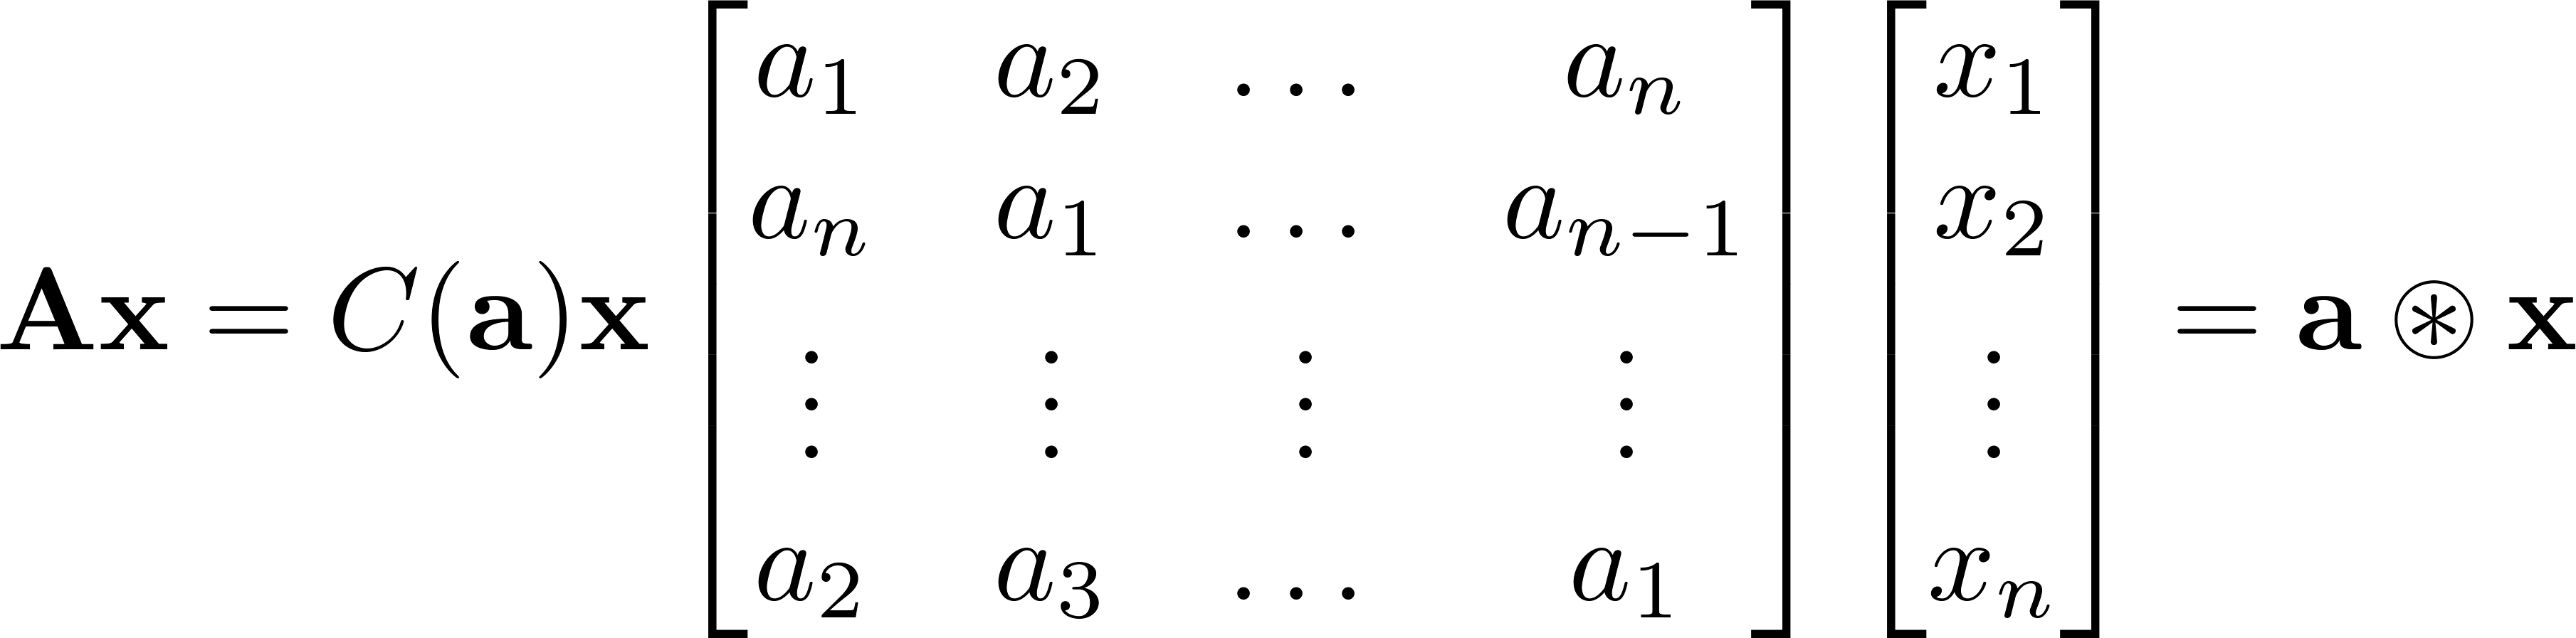 a₁ a₂ … aₙ x₁
aₙ a₁ … aₙ₋₁ x₂
Ax = C(a)x [ ⋮ ⋮ ⋮ ⋮ ] [ ⋮ ] = a ⊛ x
a₂ a₃ … a₁ xₙ